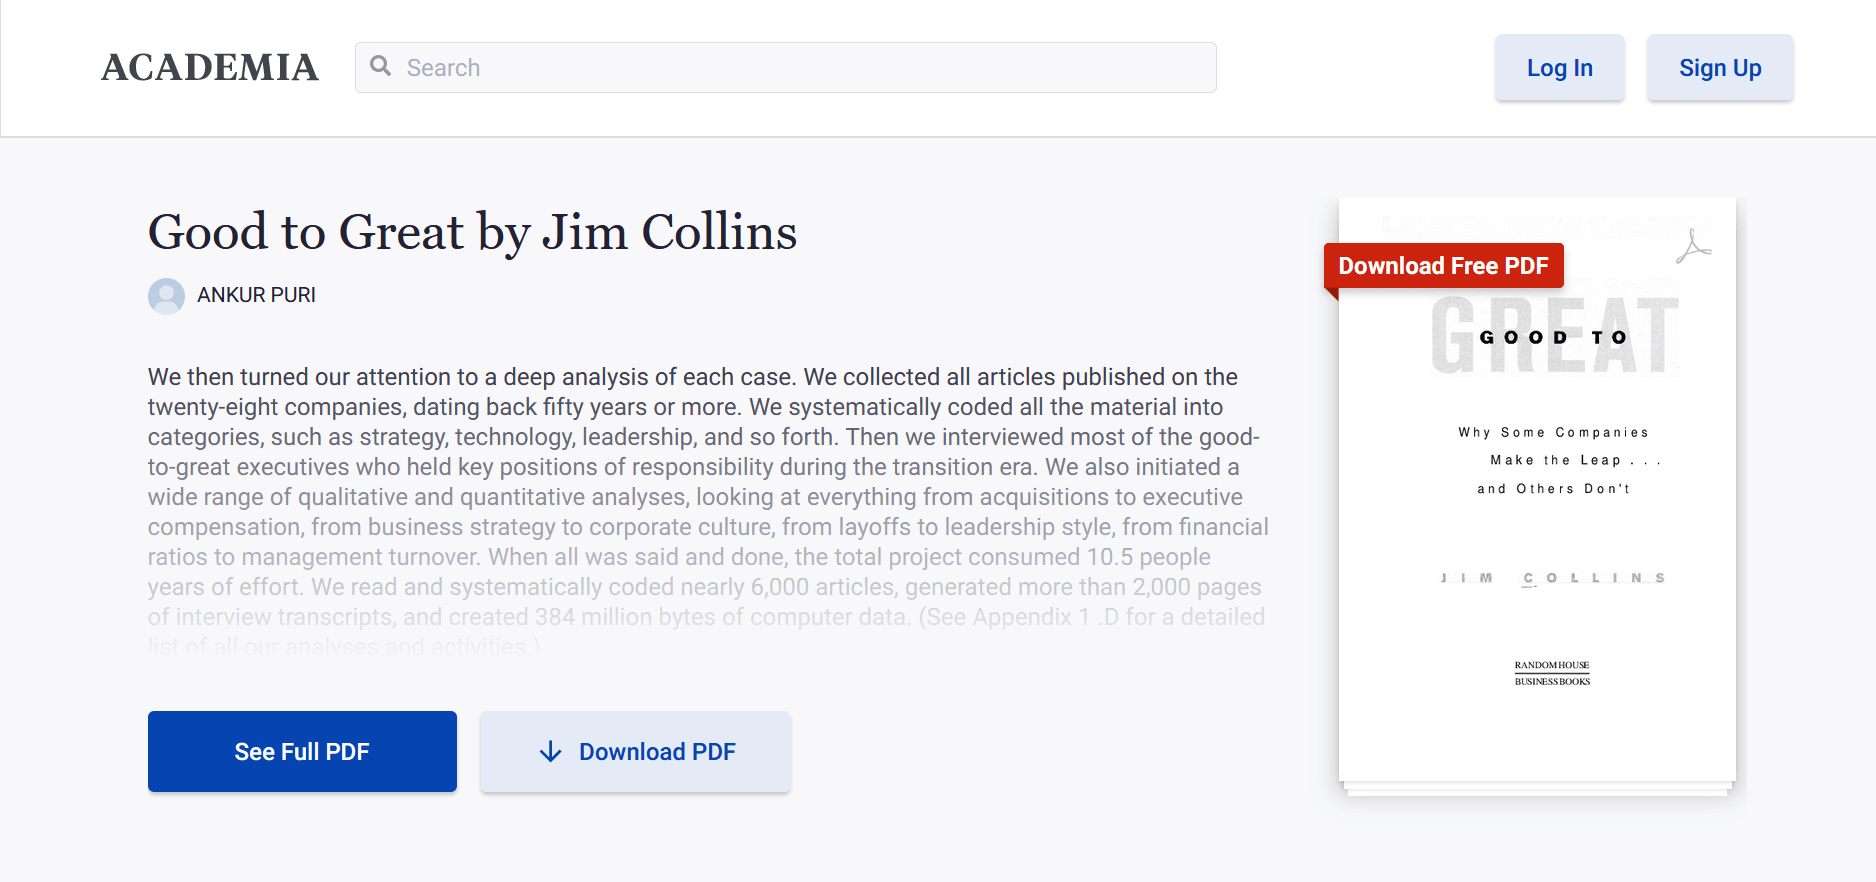 ACADEMIA
Search
Log In
Sign Up
Good to Great by Jim Collins
ANKUR PURI
We then turned our attention to a deep analysis of each case. We collected all articles published on the
twenty-eight companies, dating back fifty years or more. We systematically coded all the material into
categories, such as strategy, technology, leadership, and so forth. Then we interviewed most of the good-
to-great executives who held key positions of responsibility during the transition era. We also initiated a
wide range of qualitative and quantitative analyses, looking at everything from acquisitions to executive
compensation, from business strategy to corporate culture, from layoffs to leadership style, from financial
ratios to management turnover. When all was said and done, the total project consumed 10.5 people
years of effort. We read and systematically coded nearly 6,000 articles, generated more than 2,000 pages
of interview transcripts, and created 384 million bytes of computer data. (See Appendix 1 .D for a detailed
list of all our analyses and activities.)
See Full PDF
Download PDF
Download Free PDF
GOOD TO
GREAT
Why Some Companies
Make the Leap . . .
and Others Don't
JIM COLLINS
RANDOM HOUSE
BUSINESS BOOKS